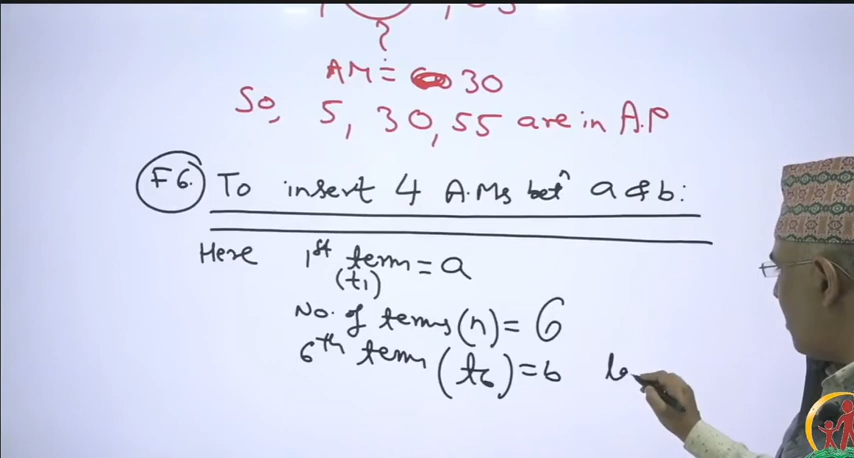 AM = 30
So, 5, 30, 55 are in A.P
F6. To insert 4 A.Ms betⁿ a & b:
Here 1st term = a
(t₁)
No. of terms (n) = 6
6th term (t₆) = b